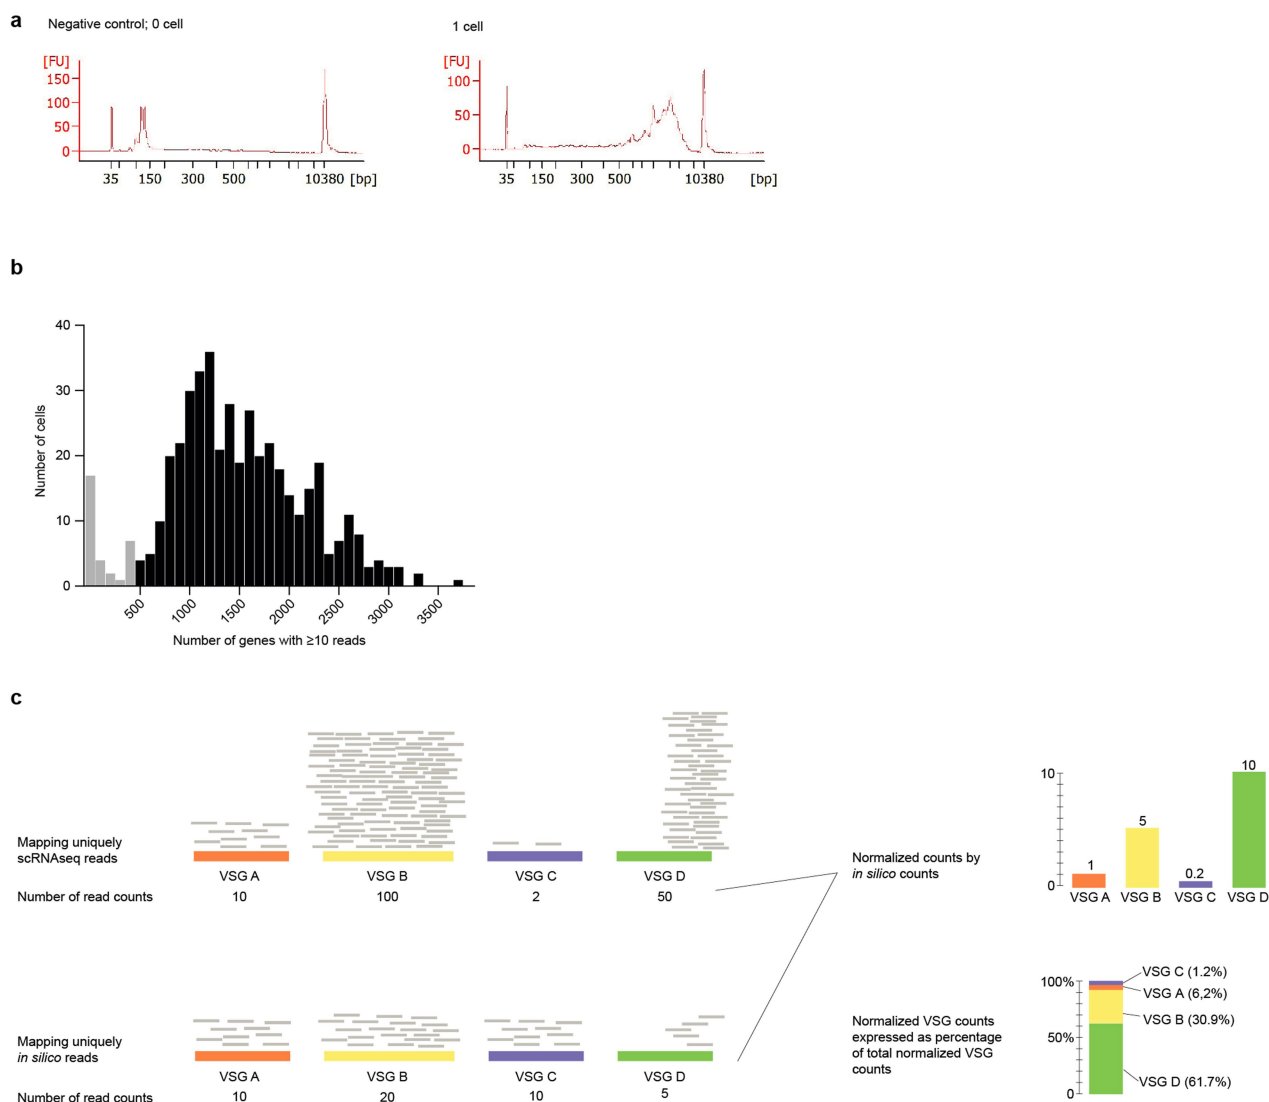 a
Negative control; 0 cell
1 cell
[FU]
150
100
50
0
35 150 300 500 10380 [bp]
[FU]
100
50
0
35 150 300 500 10380 [bp]
b
Number of cells
40
30
20
10
0
500 1000 1500 2000 2500 3000 3500
Number of genes with ≥10 reads
c
Mapping uniquely
scRNAseq reads
VSG A VSG B VSG C VSG D
Number of read counts 10 100 2 50
Mapping uniquely
in silico reads
VSG A VSG B VSG C VSG D
Number of read counts 10 20 10 5
Normalized counts by
in silico counts
10
0
1 5 0.2 10
VSG A VSG B VSG C VSG D
Normalized VSG counts
expressed as percentage
of total normalized VSG
counts
100%
50%
0
VSG C (1.2%)
VSG A (6,2%)
VSG B (30.9%)
VSG D (61.7%)